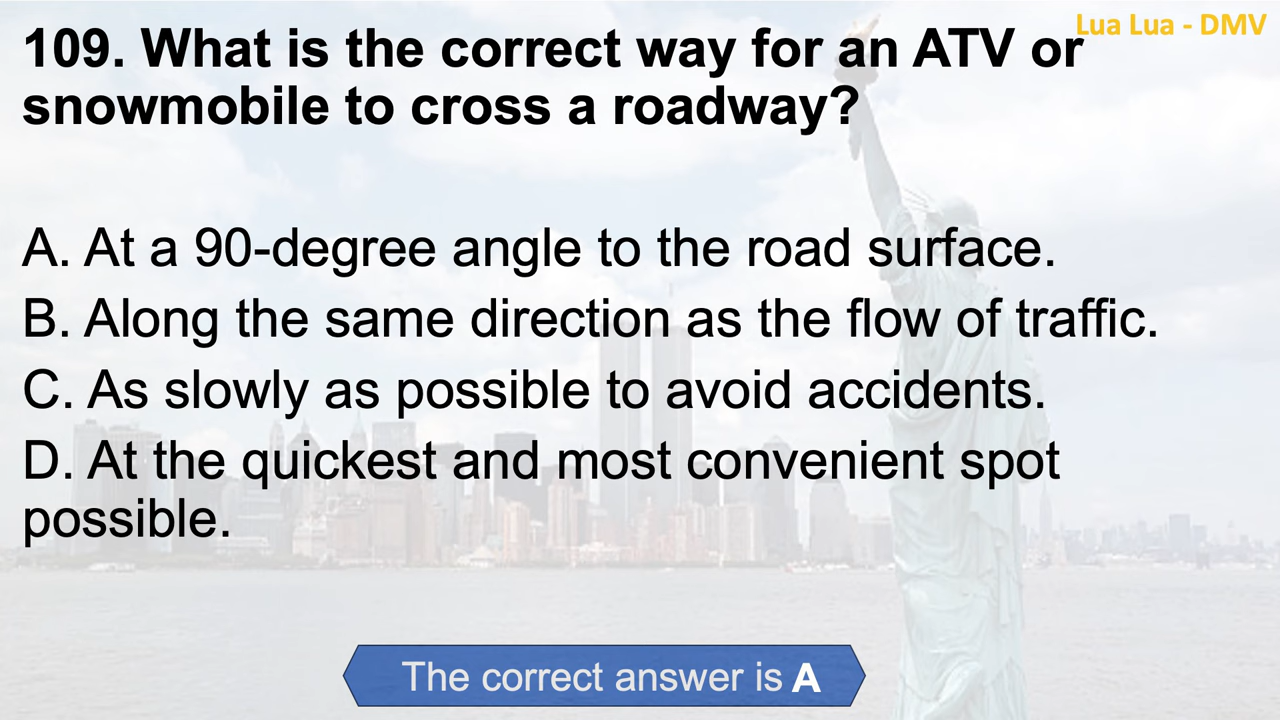 Lua Lua - DMV
109. What is the correct way for an ATV or
snowmobile to cross a roadway?
A. At a 90-degree angle to the road surface.
B. Along the same direction as the flow of traffic.
C. As slowly as possible to avoid accidents.
D. At the quickest and most convenient spot
possible.
The correct answer is A